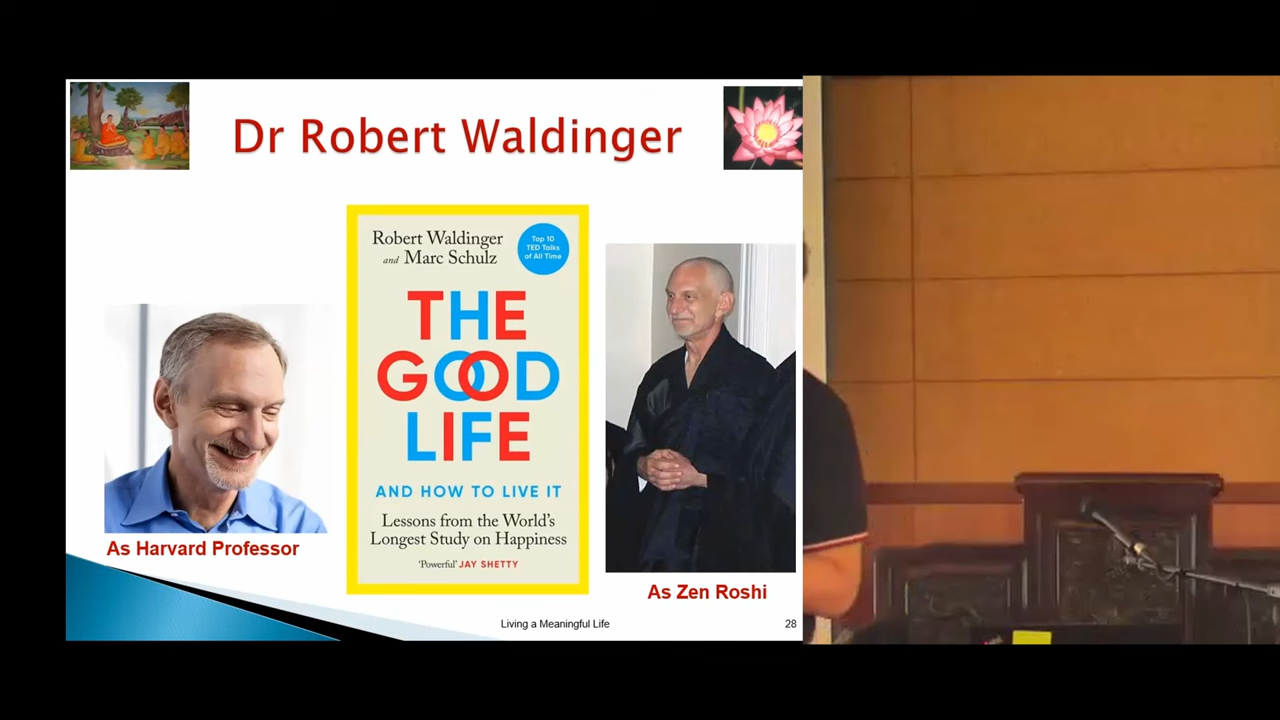 Dr Robert Waldinger
Robert Waldinger
and Marc Schulz
Top 10
TED Talks
of All Time
THE
GOOD
LIFE
AND HOW TO LIVE IT
Lessons from the World's
Longest Study on Happiness
'Powerful' JAY SHETTY
As Harvard Professor
As Zen Roshi
Living a Meaningful Life
28